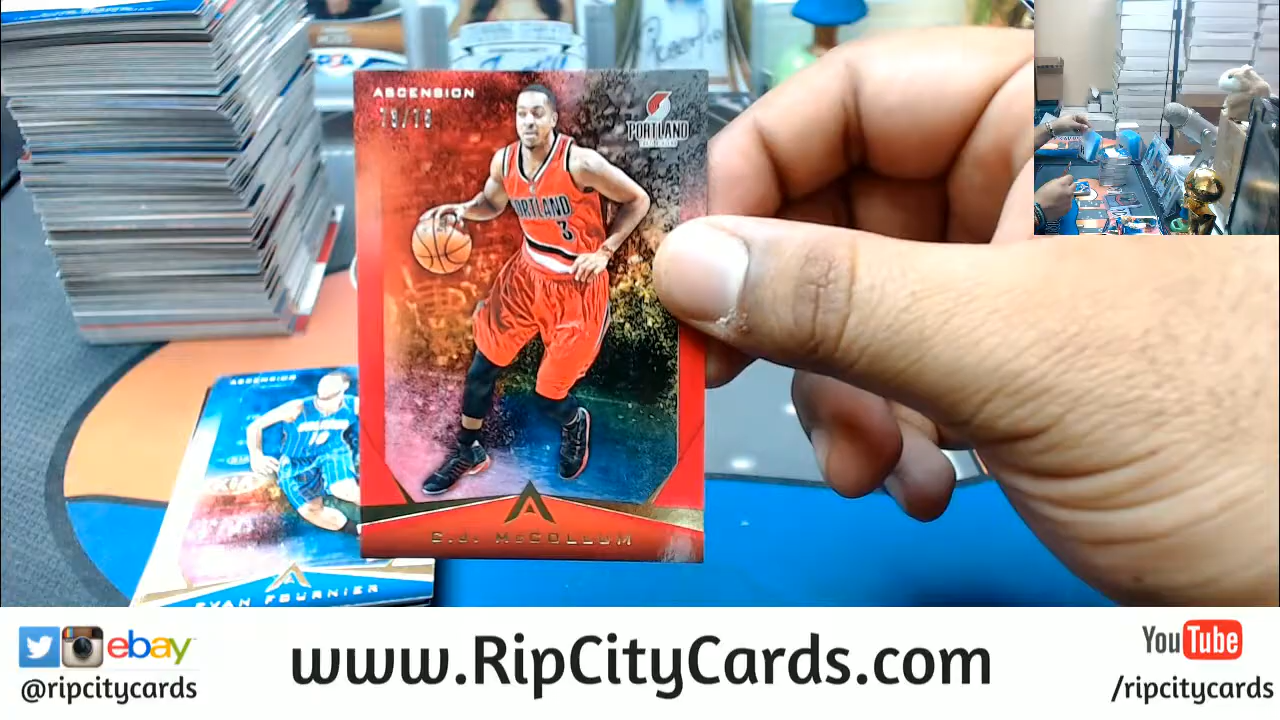 ASCENSION
PORTLAND
PORTLAND
3
C.J. McCOLLUM
ASCENSION
EVAN FOURNIER
ebay
@ripcitycards
www.RipCityCards.com
YouTube
/ripcitycards